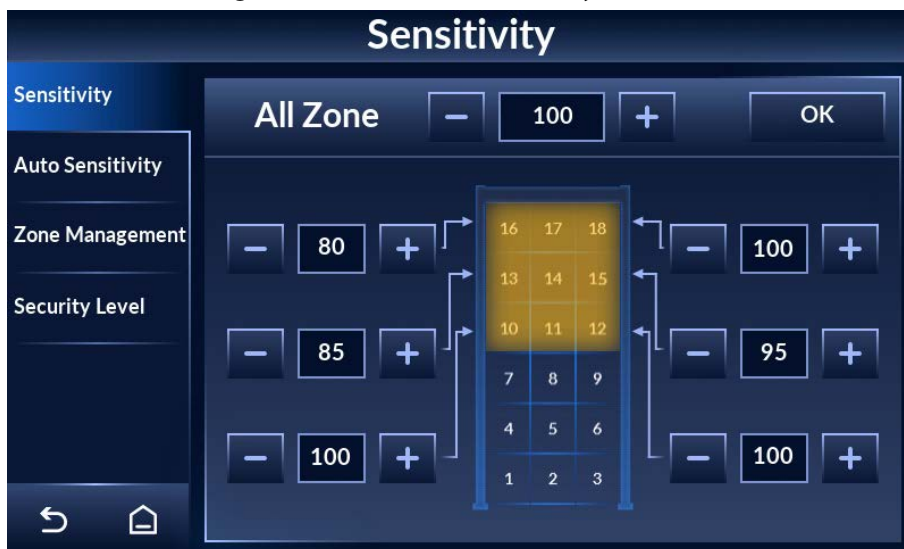 Sensitivity
Sensitivity
Auto Sensitivity
Zone Management
Security Level
All Zone − 100 + OK
− 80 +
− 85 +
− 100 +
16 17 18
13 14 15
10 11 12
7 8 9
4 5 6
1 2 3
− 100 +
− 95 +
− 100 +